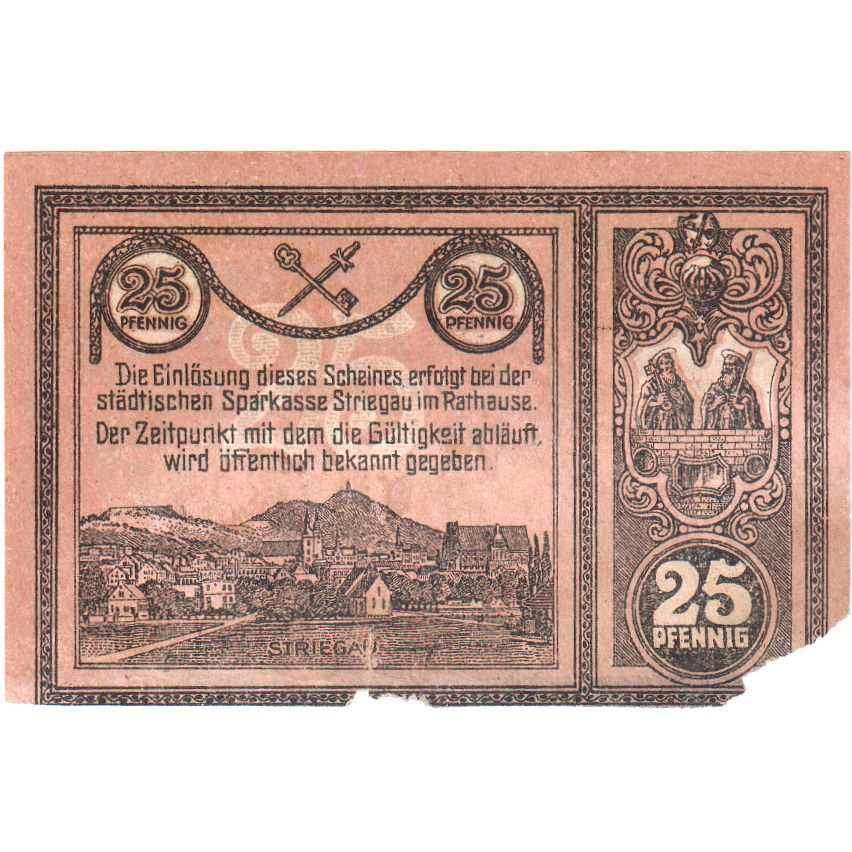 25
PFENNIG
25
PFENNIG
25
Die Einlösung dieses Scheines erfolgt bei der
städtischen Sparkasse Striegau im Rathause.
Der Zeitpunkt mit dem die Gültigkeit abläuft,
wird öffentlich bekannt gegeben.
STRIEGAU
25
PFENNIG